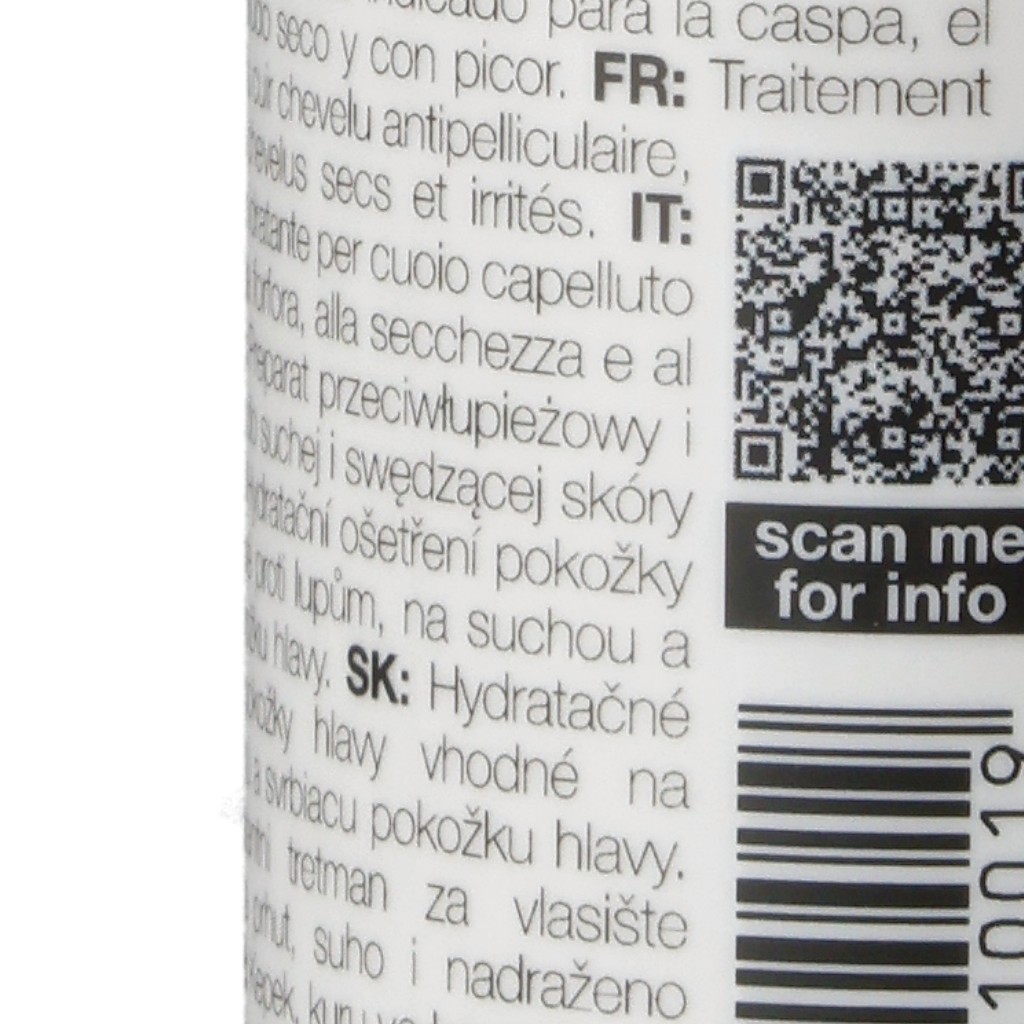 para la caspa, el
seco y con picor. FR: Traitement
chevelu antipelliculaire,
secs et irrités. IT:
per cuoio capelluto
alla secchezza e al
przeciwłupieżowy i
suchej i swędzącej skóry
ošetření pokožky
proti lupům, na suchou a
hlavy. SK: Hydratačné
hlavy vhodné na
a svrbiacu pokožku hlavy.
tretman za vlasište
suho i nadraženo
scan me
for info
10019